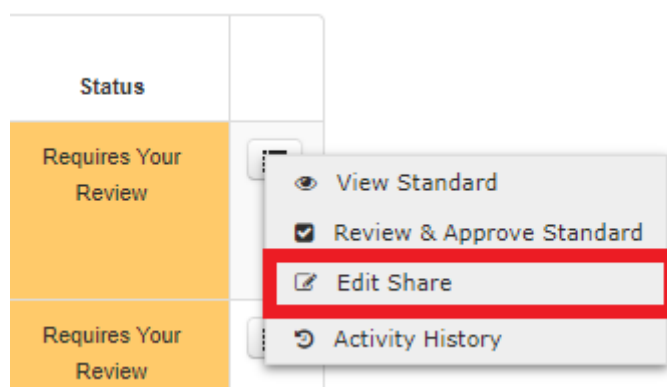 Status
Requires Your
Review
View Standard
Review & Approve Standard
Edit Share
Activity History
Requires Your
Review